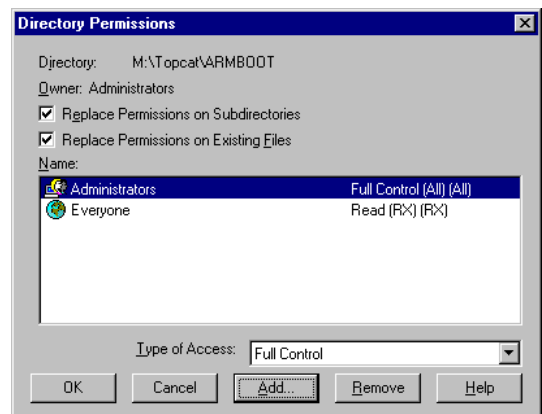 Directory Permissions
Directory: M:\Topcat\ARMBOOT
Owner: Administrators
Replace Permissions on Subdirectories
Replace Permissions on Existing Files
Name:
Administrators Full Control (All) (All)
Everyone Read (RX) (RX)
Type of Access: Full Control
OK Cancel Add... Remove Help